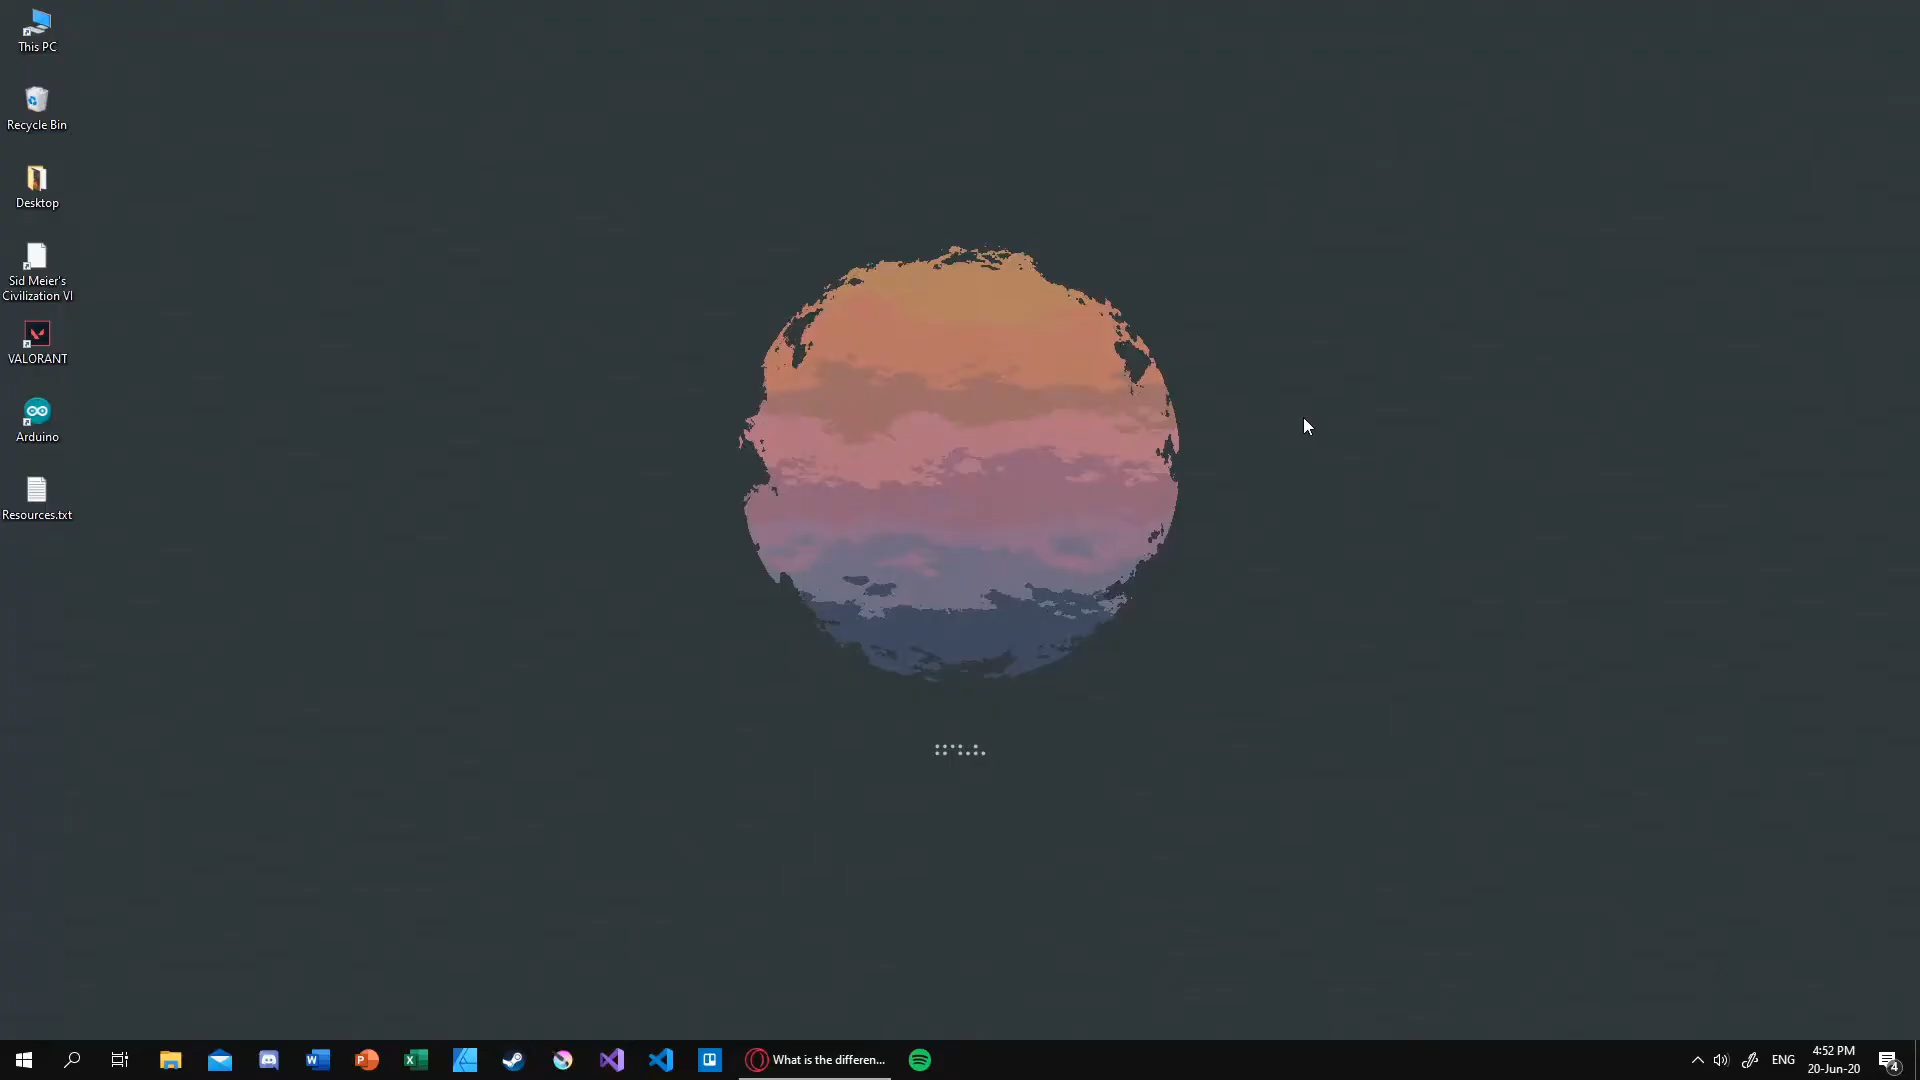 This PC
Recycle Bin
Desktop
Sid Meier's
Civilization VI
VALORANT
Arduino
Resources.txt
What is the differen...
ENG
4:52 PM
20-Jun-20
4